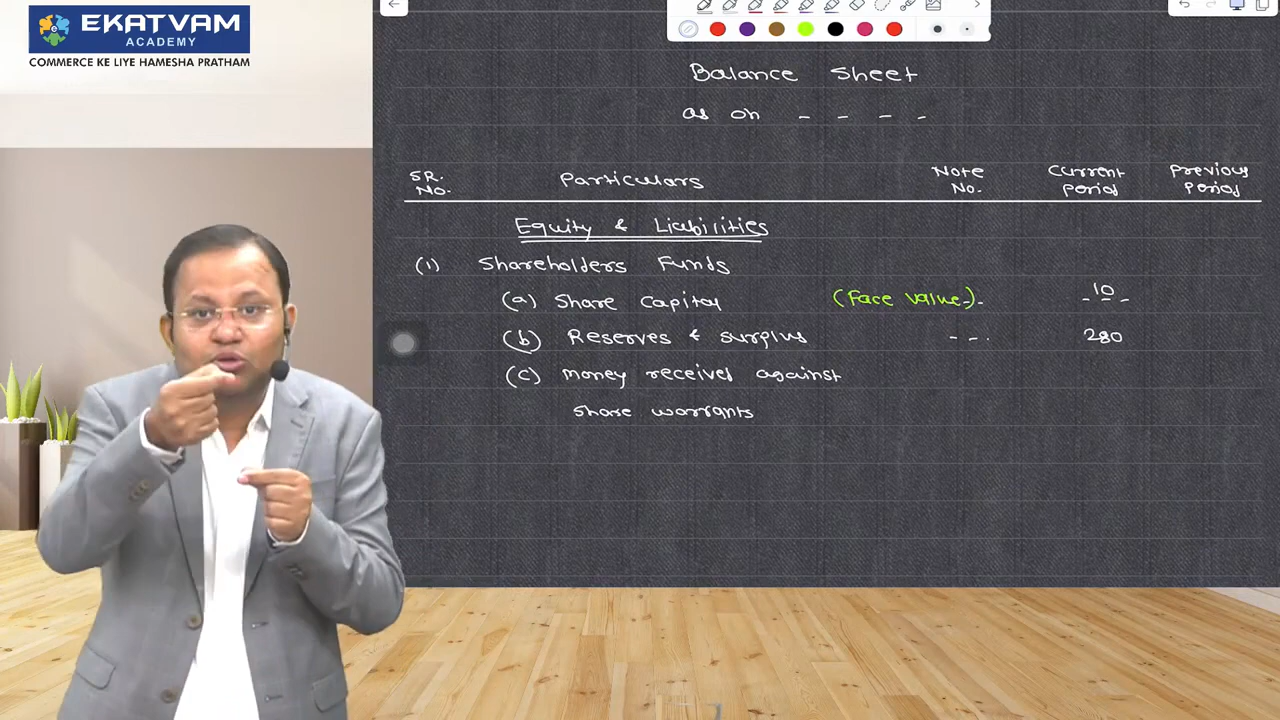 EKATVAM
ACADEMY
COMMERCE KE LIYE HAMESHA PRATHAM
Balance Sheet
as on - - - -
SR. No. Particulars Note No. Current Period Previous Period
Equity & Liabilities
(1) Shareholders Funds
(a) Share Capital (Face Value) - - 10 -
(b) Reserves & Surplus - - . 280
(c) Money received against
Share warrants